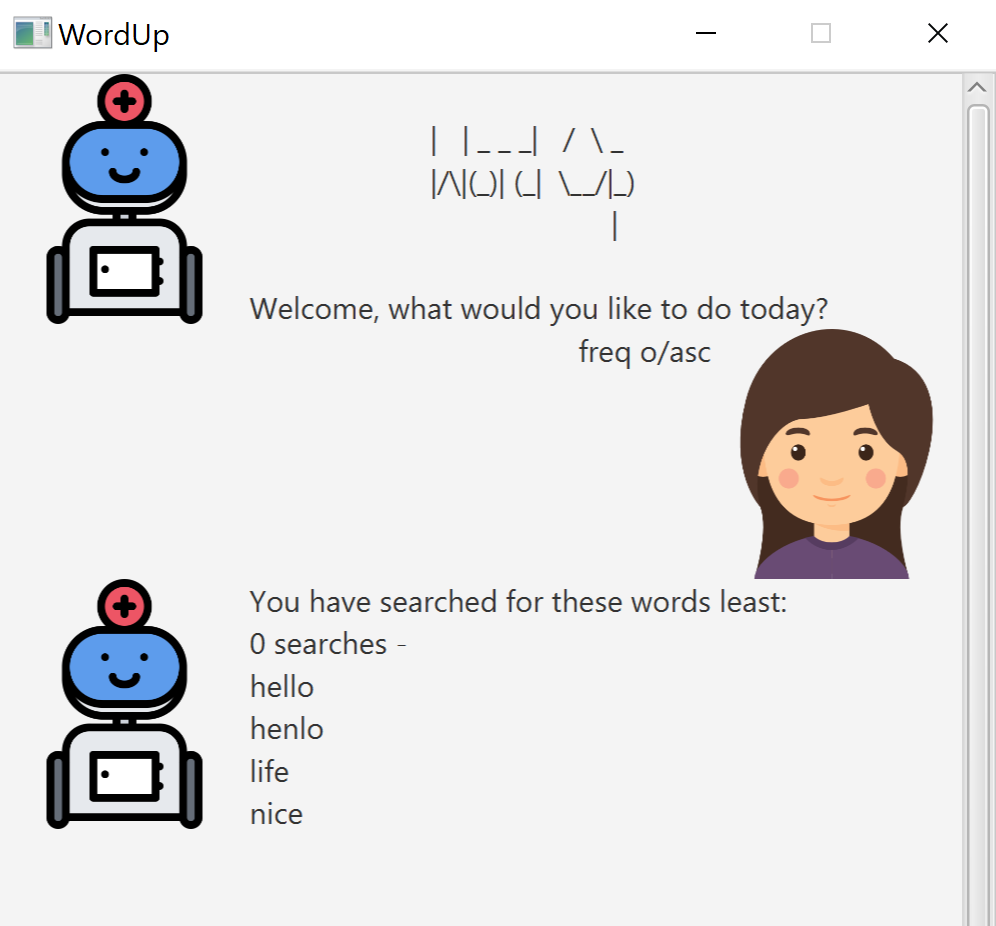 WordUp
|   | _ _ _|   /  \ _
|/\|(_)| (_|  \__/|_)
                         |
Welcome, what would you like to do today?
freq o/asc
You have searched for these words least:
0 searches -
hello
henlo
life
nice